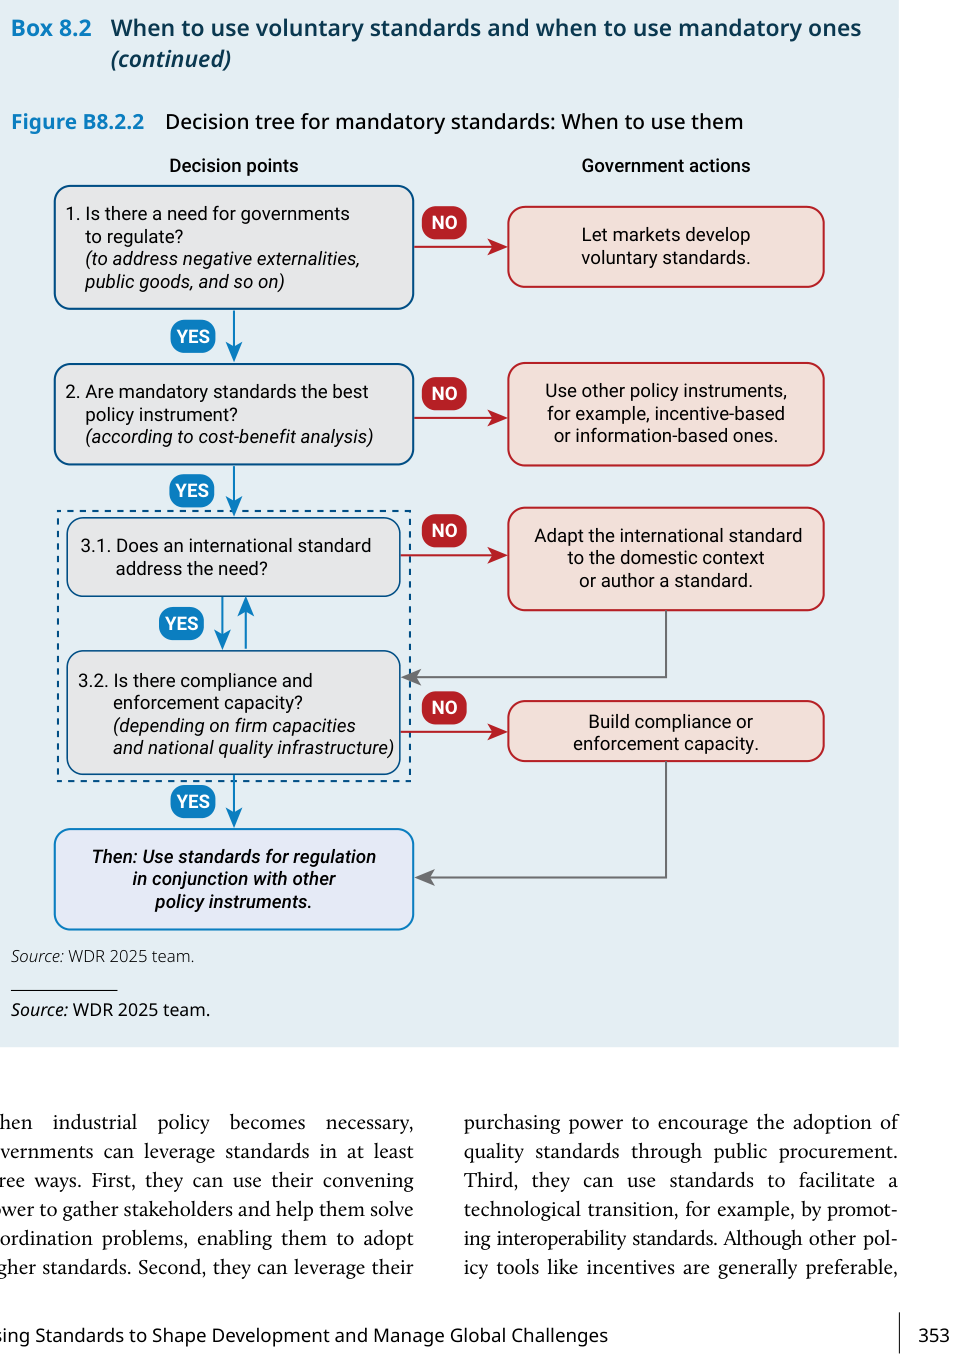 Box 8.2 When to use voluntary standards and when to use mandatory ones
(continued)
Figure B8.2.2 Decision tree for mandatory standards: When to use them
Decision points
Government actions
1. Is there a need for governments
to regulate?
(to address negative externalities,
public goods, and so on)
NO
Let markets develop
voluntary standards.
YES
2. Are mandatory standards the best
policy instrument?
(according to cost-benefit analysis)
NO
Use other policy instruments,
for example, incentive-based
or information-based ones.
YES
3.1. Does an international standard
address the need?
NO
Adapt the international standard
to the domestic context
or author a standard.
YES
3.2. Is there compliance and
enforcement capacity?
(depending on firm capacities
and national quality infrastructure)
NO
Build compliance or
enforcement capacity.
YES
Then: Use standards for regulation
in conjunction with other
policy instruments.
Source: WDR 2025 team.
Source: WDR 2025 team.
hen industrial policy becomes necessary,
vernments can leverage standards in at least
ree ways. First, they can use their convening
ower to gather stakeholders and help them solve
ordination problems, enabling them to adopt
gher standards. Second, they can leverage their
purchasing power to encourage the adoption of
quality standards through public procurement.
Third, they can use standards to facilitate a
technological transition, for example, by promot-
ing interoperability standards. Although other pol-
icy tools like incentives are generally preferable,
sing Standards to Shape Development and Manage Global Challenges
353